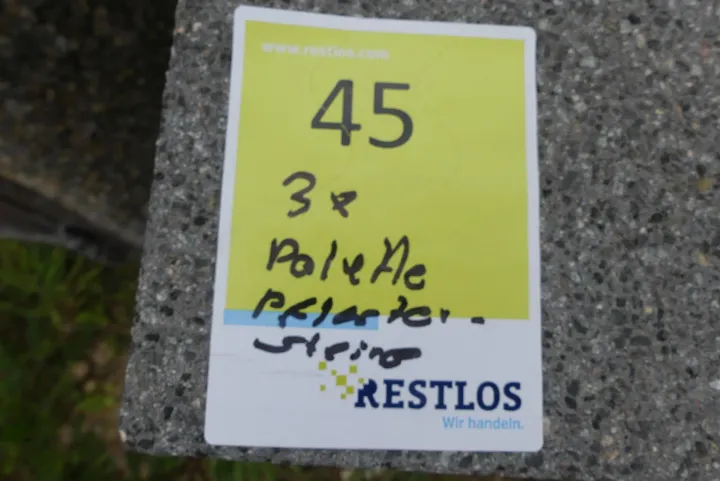 www.restlos.com
45
3x
Palette
Pflaster-
steine
RESTLOS
Wir handeln.